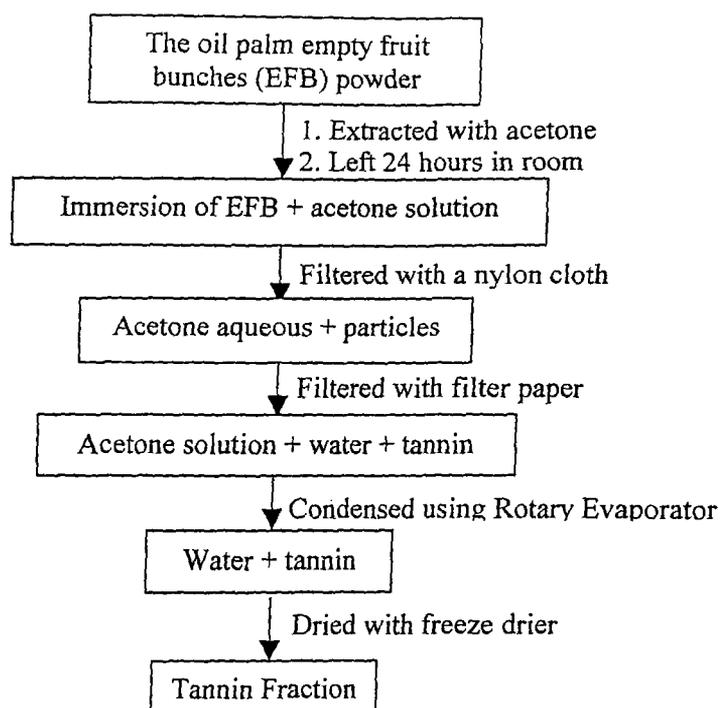 The oil palm empty fruit
bunches (EFB) powder
1. Extracted with acetone
2. Left 24 hours in room
Immersion of EFB + acetone solution
Filtered with a nylon cloth
Acetone aqueous + particles
Filtered with filter paper
Acetone solution + water + tannin
Condensed using Rotary Evaporator
Water + tannin
Dried with freeze drier
Tannin Fraction